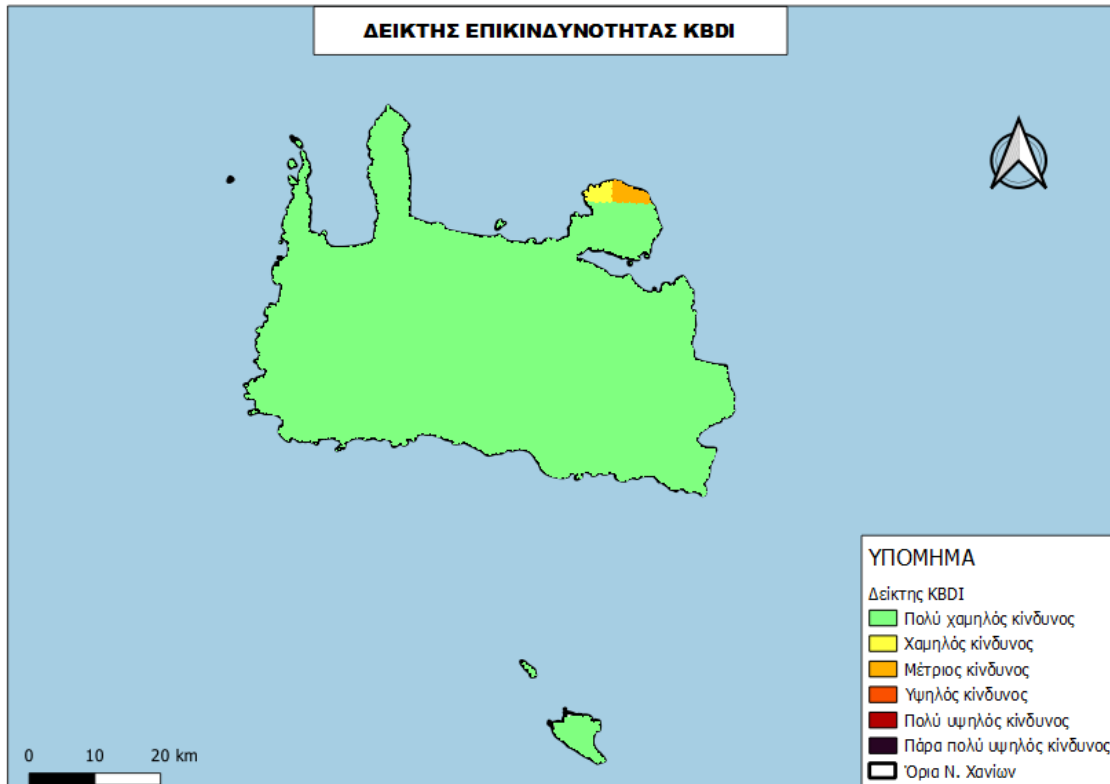 ΔΕΙΚΤΗΣ ΕΠΙΚΙΝΔΥΝΟΤΗΤΑΣ KBDI
ΥΠΟΜΗΜΑ
Δείκτης KBDI
Πολύ χαμηλός κίνδυνος
Χαμηλός κίνδυνος
Μέτριος κίνδυνος
Υψηλός κίνδυνος
Πολύ υψηλός κίνδυνος
Πάρα πολύ υψηλός κίνδυνος
Όρια Ν. Χανίων
0 10 20 km